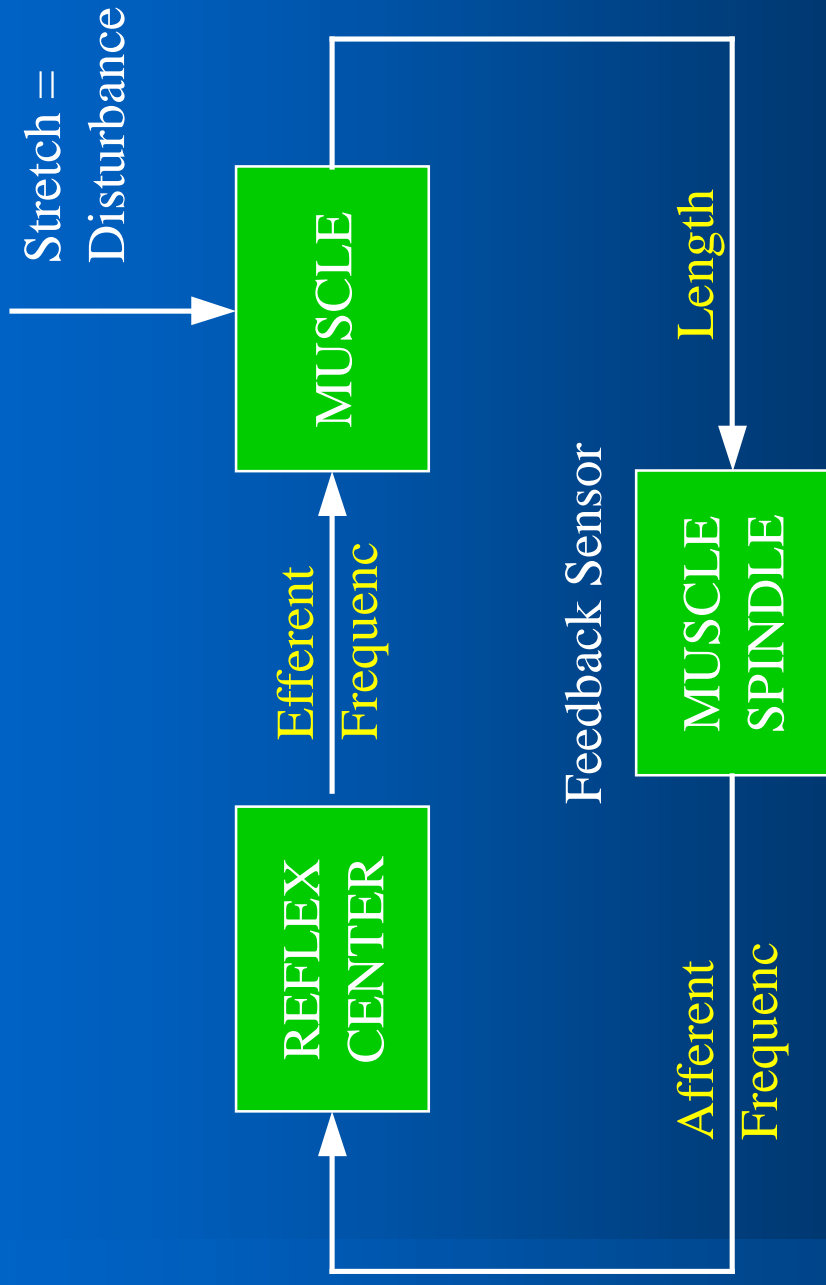 Stretch =
Disturbance
REFLEX
CENTER
Efferent
Frequenc
MUSCLE
Feedback Sensor
Afferent
Frequenc
MUSCLE
SPINDLE
Length